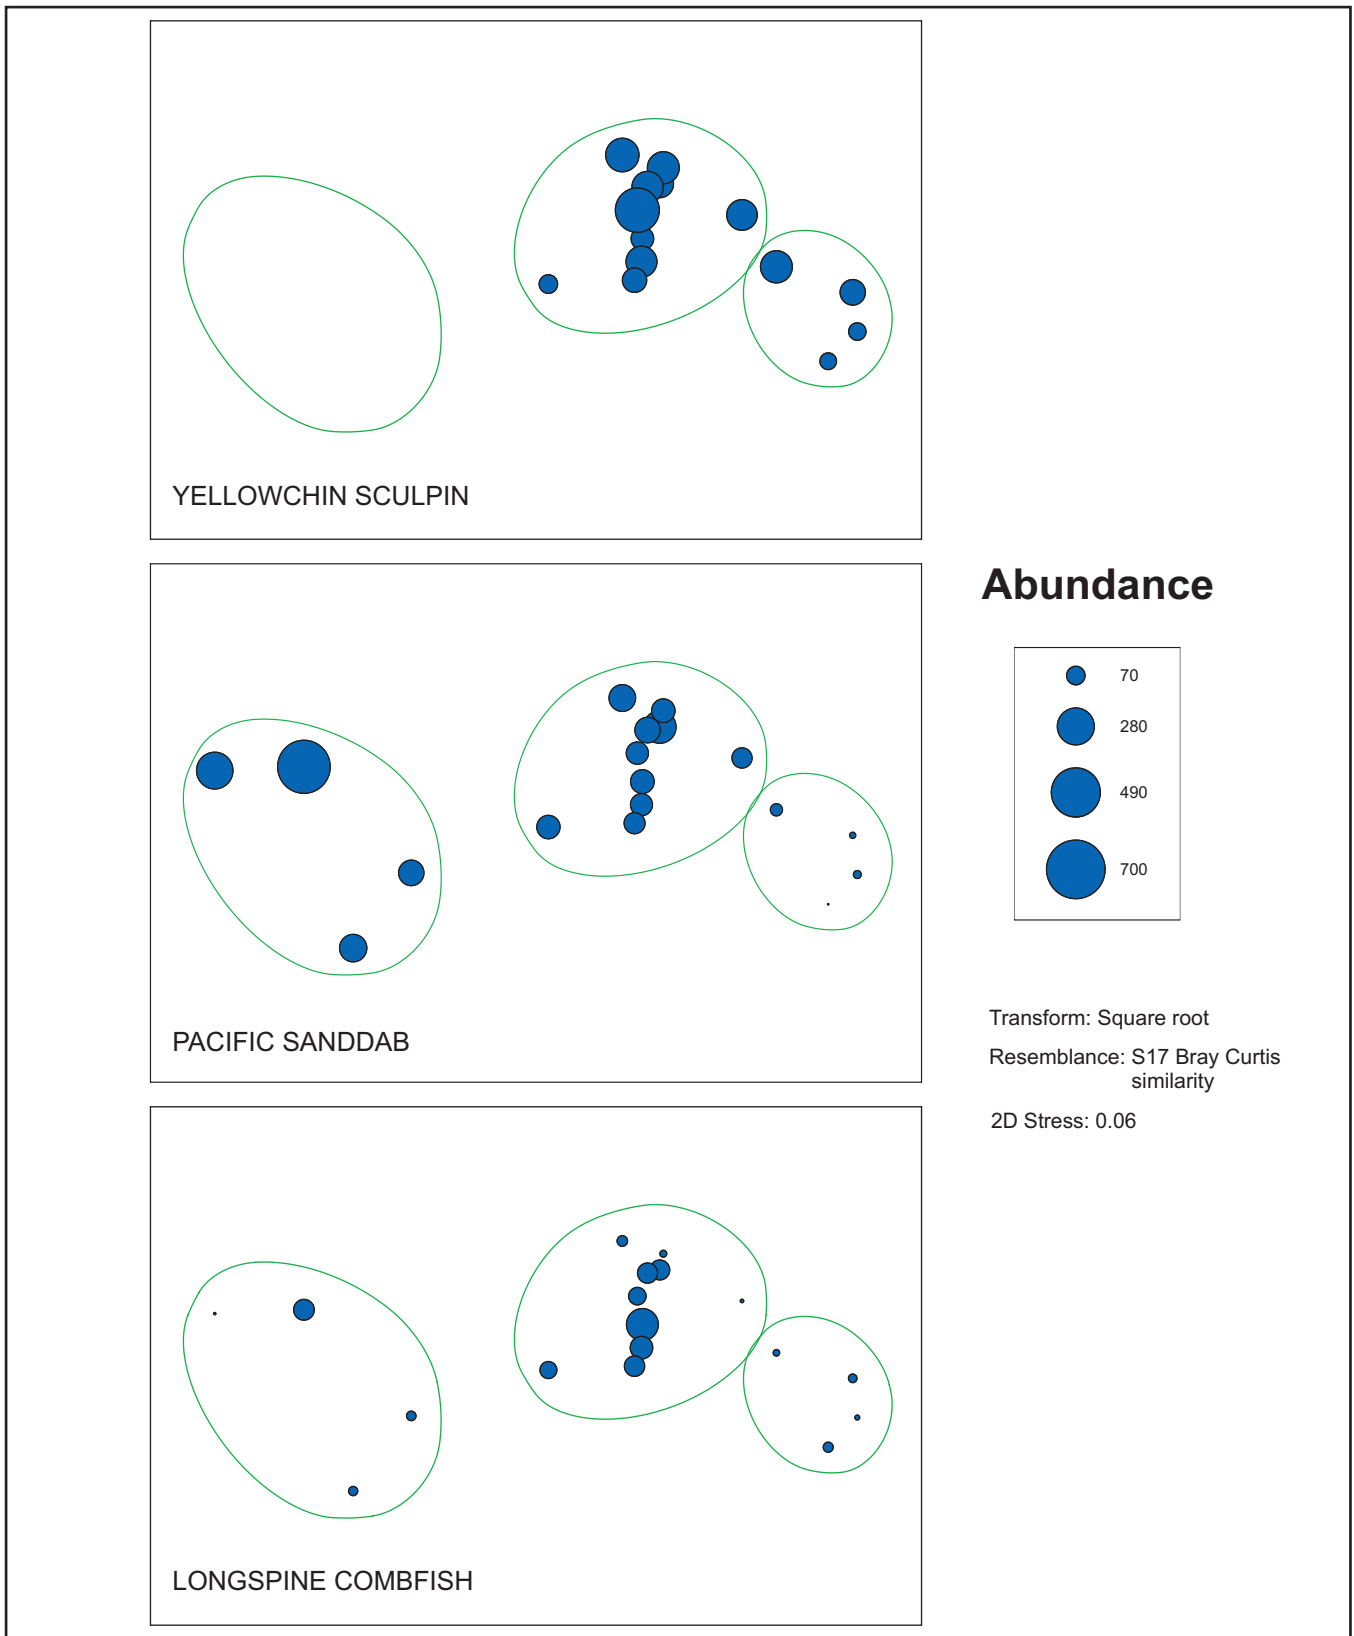 YELLOWCHIN SCULPIN
PACIFIC SANDDAB
LONGSPINE COMBFISH
Abundance
70
280
490
700
Transform: Square root
Resemblance: S17 Bray Curtis
similarity
2D Stress: 0.06